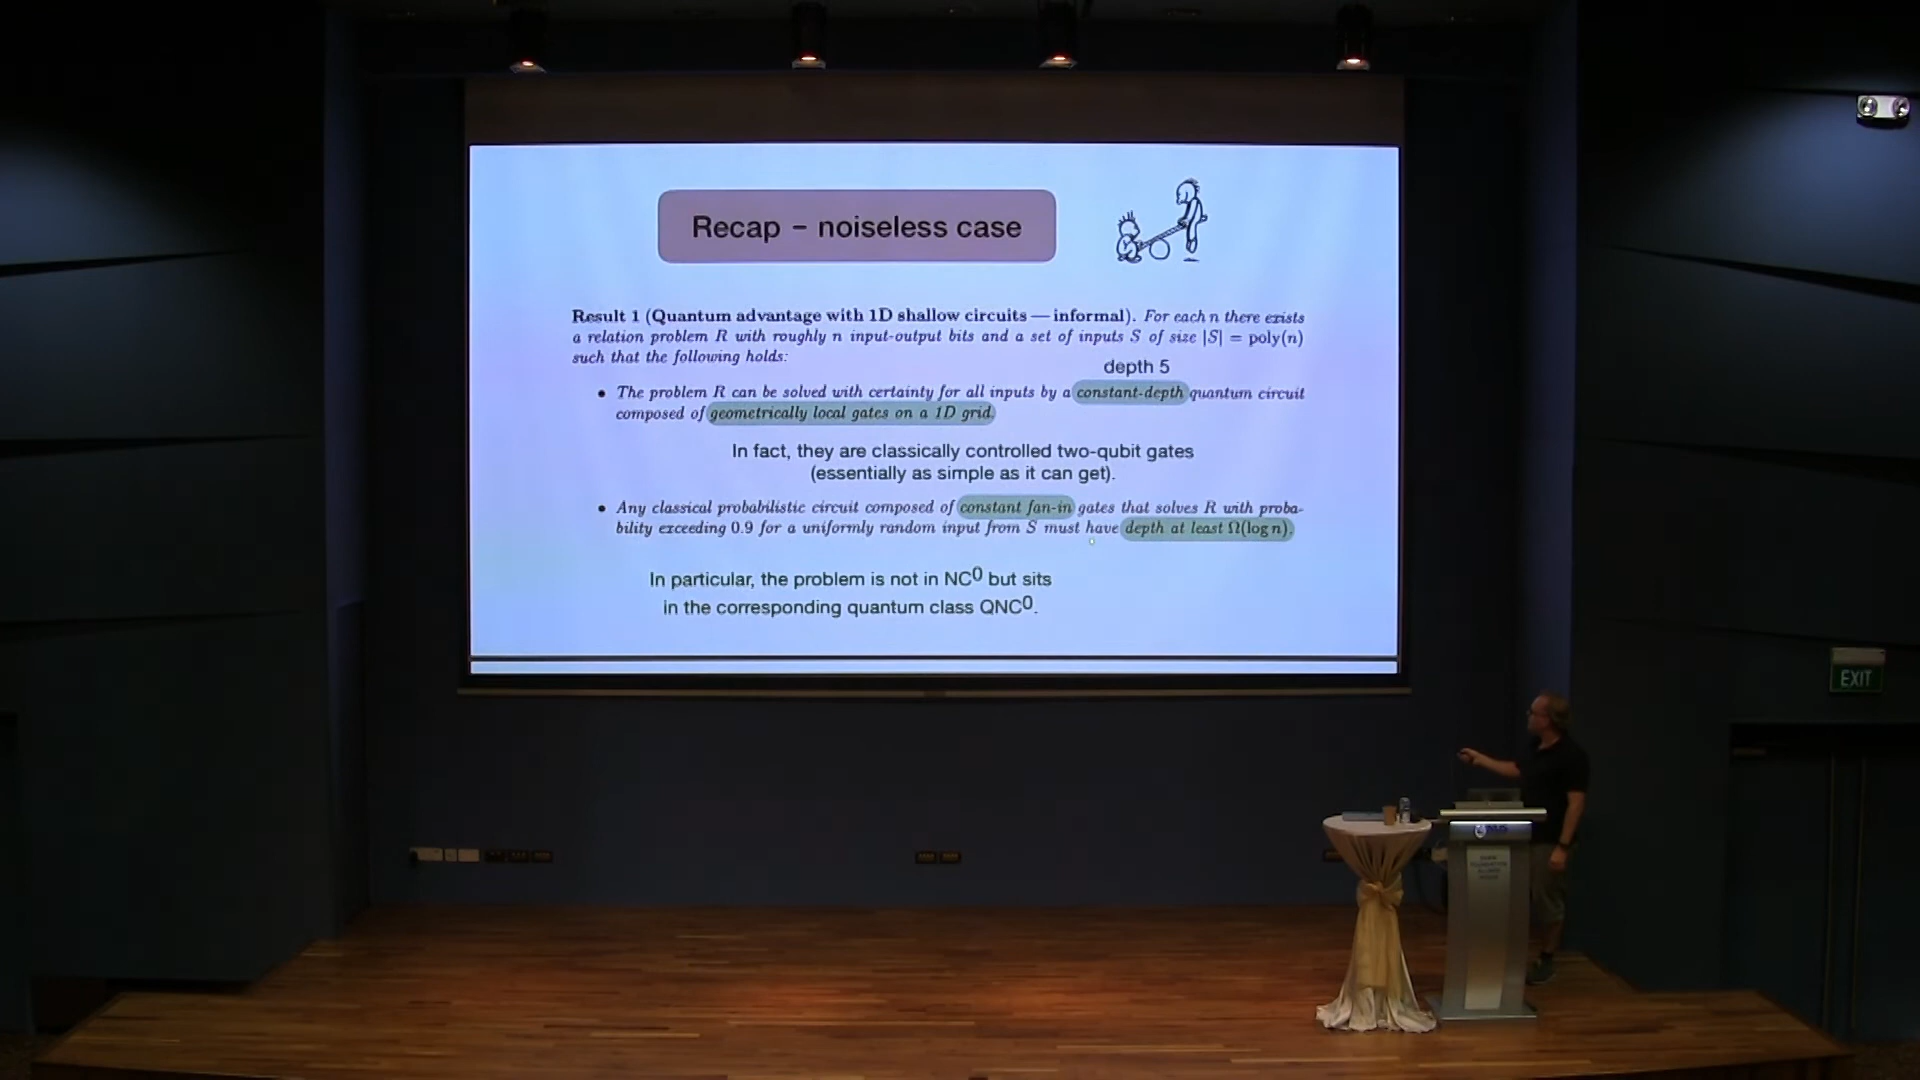 Recap – noiseless case
Result 1 (Quantum advantage with 1D shallow circuits — informal). For each n there exists
a relation problem R with roughly n input-output bits and a set of inputs S of size |S| = poly(n)
such that the following holds:
depth 5
• The problem R can be solved with certainty for all inputs by a constant-depth quantum circuit
composed of geometrically local gates on a 1D grid.
In fact, they are classically controlled two-qubit gates
(essentially as simple as it can get).
• Any classical probabilistic circuit composed of constant fan-in gates that solves R with proba-
bility exceeding 0.9 for a uniformly random input from S must have depth at least Ω(log n).
In particular, the problem is not in NC⁰ but sits
in the corresponding quantum class QNC⁰.
EXIT
NUS